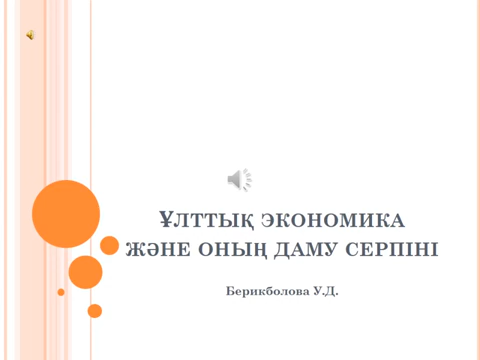 Ұлттық экономика
және оның даму серпіні
Берикболова У.Д.